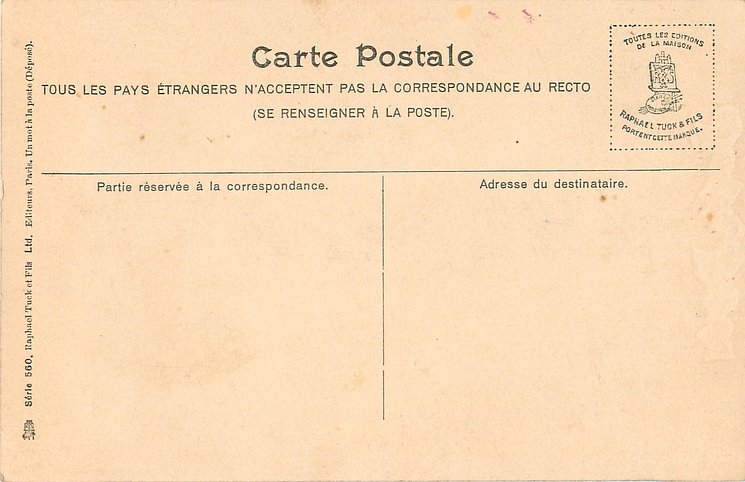 Carte Postale
TOUS LES PAYS ÉTRANGERS N'ACCEPTENT PAS LA CORRESPONDANCE AU RECTO
(SE RENSEIGNER À LA POSTE).
TOUTES LES EDITIONS
DE LA MAISON
RAPHAEL TUCK & FILS
PORTENT CETTE MARQUE.
Partie réservée à la correspondance.
Adresse du destinataire.
Série 560. Raphael Tuck et Fils Ltd. Editeurs, Paris. Un mot à la poste (Déposé).